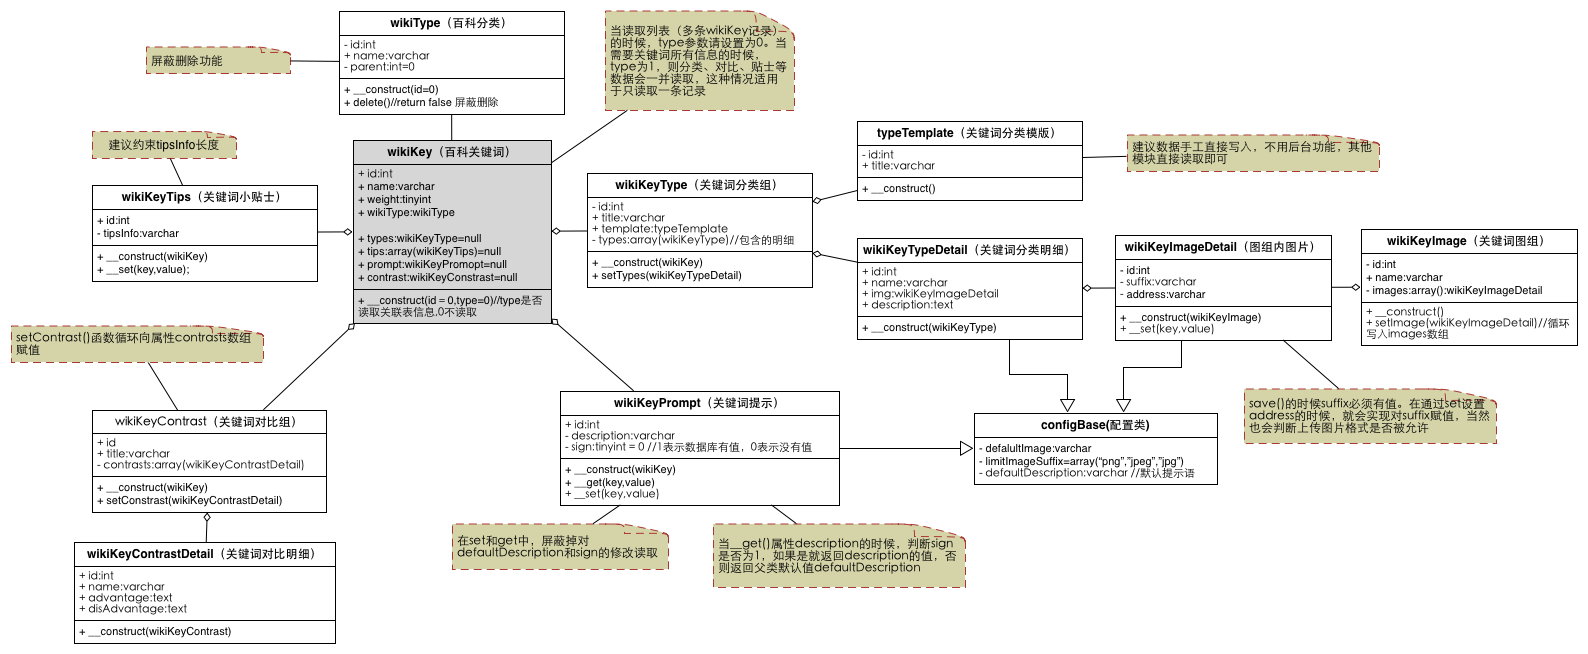 wikiType（百科分类）
- id:int
+ name:varchar
- parent:int=0
+ __construct(id=0)
+ delete()//return false 屏蔽删除
屏蔽删除功能
当读取列表（多条wikiKey记录）
的时候，type参数请设置为0。当
需要关键词所有信息的时候，
type为1，则分类、对比、贴士等
数据会一并读取，这种情况适用
于只读取一条记录
建议约束tipsInfo长度
wikiKeyTips（关键词小贴士）
+ id:int
- tipsInfo:varchar
+ __construct(wikiKey)
+ __set(key,value);
wikiKey（百科关键词）
+ id:int
+ name:varchar
+ weight:tinyint
+ wikiType:wikiType
+ types:wikiKeyType=null
+ tips:array(wikiKeyTips)=null
+ prompt:wikiKeyPromopt=null
+ contrast:wikiKeyConstrast=null
+ __construct(id＝0,type=0)//type是否
读取关联表信息,0不读取
wikiKeyType（关键词分类组）
- id:int
+ title:varchar
+ template:typeTemplate
- types:array(wikiKeyType)//包含的明细
+ __construct(wikiKey)
+ setTypes(wikiKeyTypeDetail)
typeTemplate（关键词分类模版）
- id:int
+ title:varchar
+ __construct()
建议数据手工直接写入，不用后台功能，其他
模块直接读取即可
wikiKeyTypeDetail（关键词分类明细）
+ id:int
+ name:varchar
+ img:wikiKeyImageDetail
+ description:text
+ __construct(wikiKeyType)
wikiKeyImageDetail（图组内图片）
- id:int
- suffix:varchar
- address:varchar
+ __construct(wikiKeyImage)
+ __set(key,value)
wikiKeyImage（关键词图组）
- id:int
+ name:varchar
- images:array():wikiKeyImageDetail
+ __construct()
+ setImage(wikiKeyImageDetail)//循环
写入images数组
setContrast()函数循环向属性contrasts数组
赋值
wikiKeyContrast（关键词对比组）
+ id
+ title:varchar
- contrasts:array(wikiKeyContrastDetail)
+ __construct(wikiKey)
+ setConstrast(wikiKeyContrastDetail)
wikiKeyContrastDetail（关键词对比明细）
+ id:int
+ name:varchar
+ advantage:text
+ disAdvantage:text
+ __construct(wikiKeyContrast)
wikiKeyPrompt（关键词提示）
+ id:int
- description:varchar
- sign:tinyint = 0 //1表示数据库有值，0表示没有值
+ __construct(wikiKey)
+ __get(key,value)
+ __set(key,value)
在set和get中，屏蔽掉对
defaultDescription和sign的修改读取
当__get()属性description的时候，判断sign
是否为1，如果是就返回description的值，否
则返回父类默认值defaultDescription
configBase(配置类)
- defalultImage:varchar
- limitImageSuffix=array(“png”,”jpeg”,”jpg”)
- defaultDescription:varchar //默认提示语
save()的时候suffix必须有值。在通过set设置
address的时候，就会实现对suffix赋值，当然
也会判断上传图片格式是否被允许